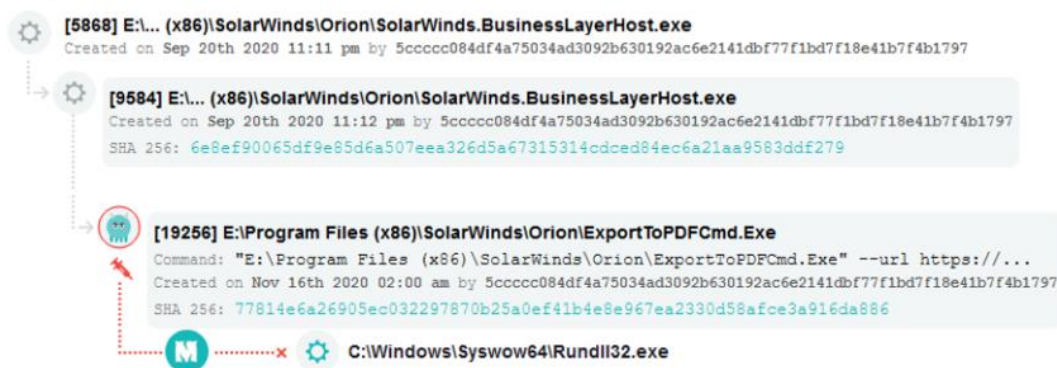 [5868] E:\... (x86)\SolarWinds\Orion\SolarWinds.BusinessLayerHost.exe
Created on Sep 20th 2020 11:11 pm by 5ccccc084df4a75034ad3092b630192ac6e2141dbf77f1bd7f18e41b7f4b1797
[9584] E:\... (x86)\SolarWinds\Orion\SolarWinds.BusinessLayerHost.exe
Created on Sep 20th 2020 11:12 pm by 5ccccc084df4a75034ad3092b630192ac6e2141dbf77f1bd7f18e41b7f4b1797
SHA 256: 6e8ef90065df9e85d6a507eea326d5a67315314cdced84ec6a21aa9583ddf279
[19256] E:\Program Files (x86)\SolarWinds\Orion\ExportToPDFCmd.Exe
Command: "E:\Program Files (x86)\SolarWinds\Orion\ExportToPDFCmd.Exe" --url https://...
Created on Nov 16th 2020 02:00 am by 5ccccc084df4a75034ad3092b630192ac6e2141dbf77f1bd7f18e41b7f4b1797
SHA 256: 77814e6a26905ec032297870b25a0ef41b4e8e967ea2330d58afce3a916da886
M C:\Windows\Syswow64\Rundll32.exe